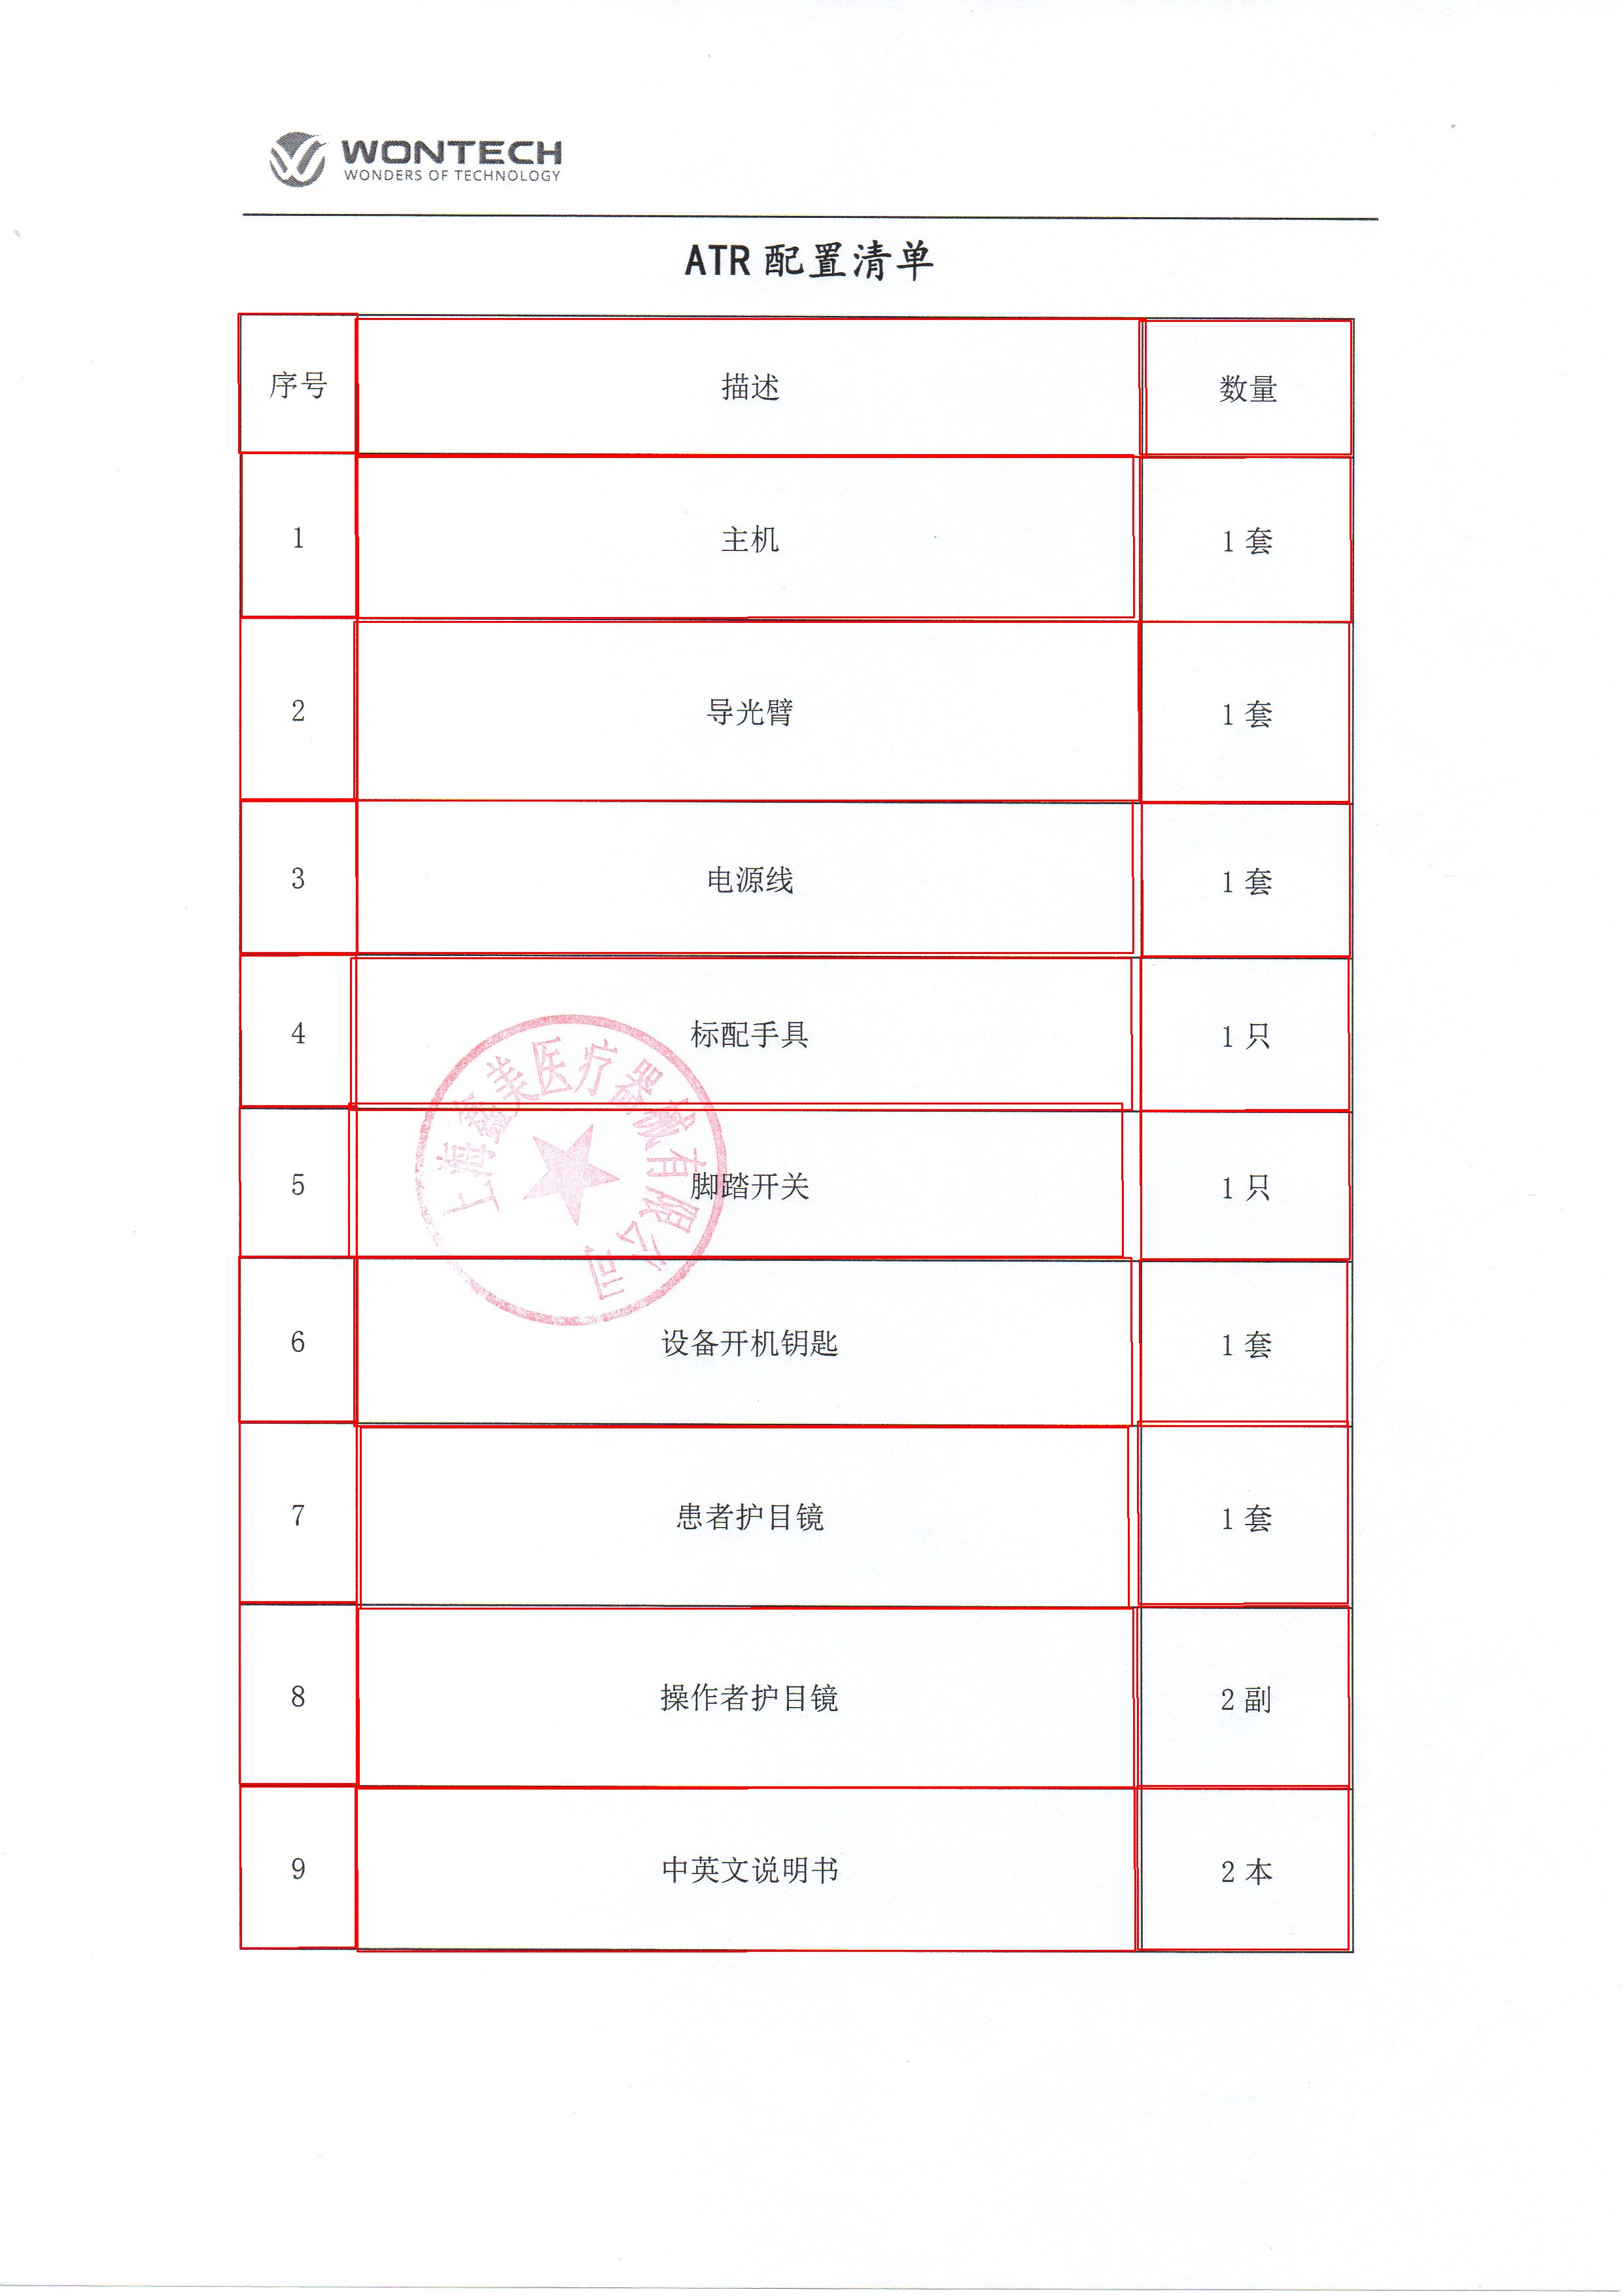 WONTECH
WONDERS OF TECHNOLOGY
ATR 配置清单
序号 描述 数量
1 主机 1 套
2 导光臂 1 套
3 电源线 1 套
4 标配手具 1 只
5 脚踏开关 1 只
6 设备开机钥匙 1 套
7 患者护目镜 1 套
8 操作者护目镜 2 副
9 中英文说明书 2 本
上海鑫美医疗器械有限公司